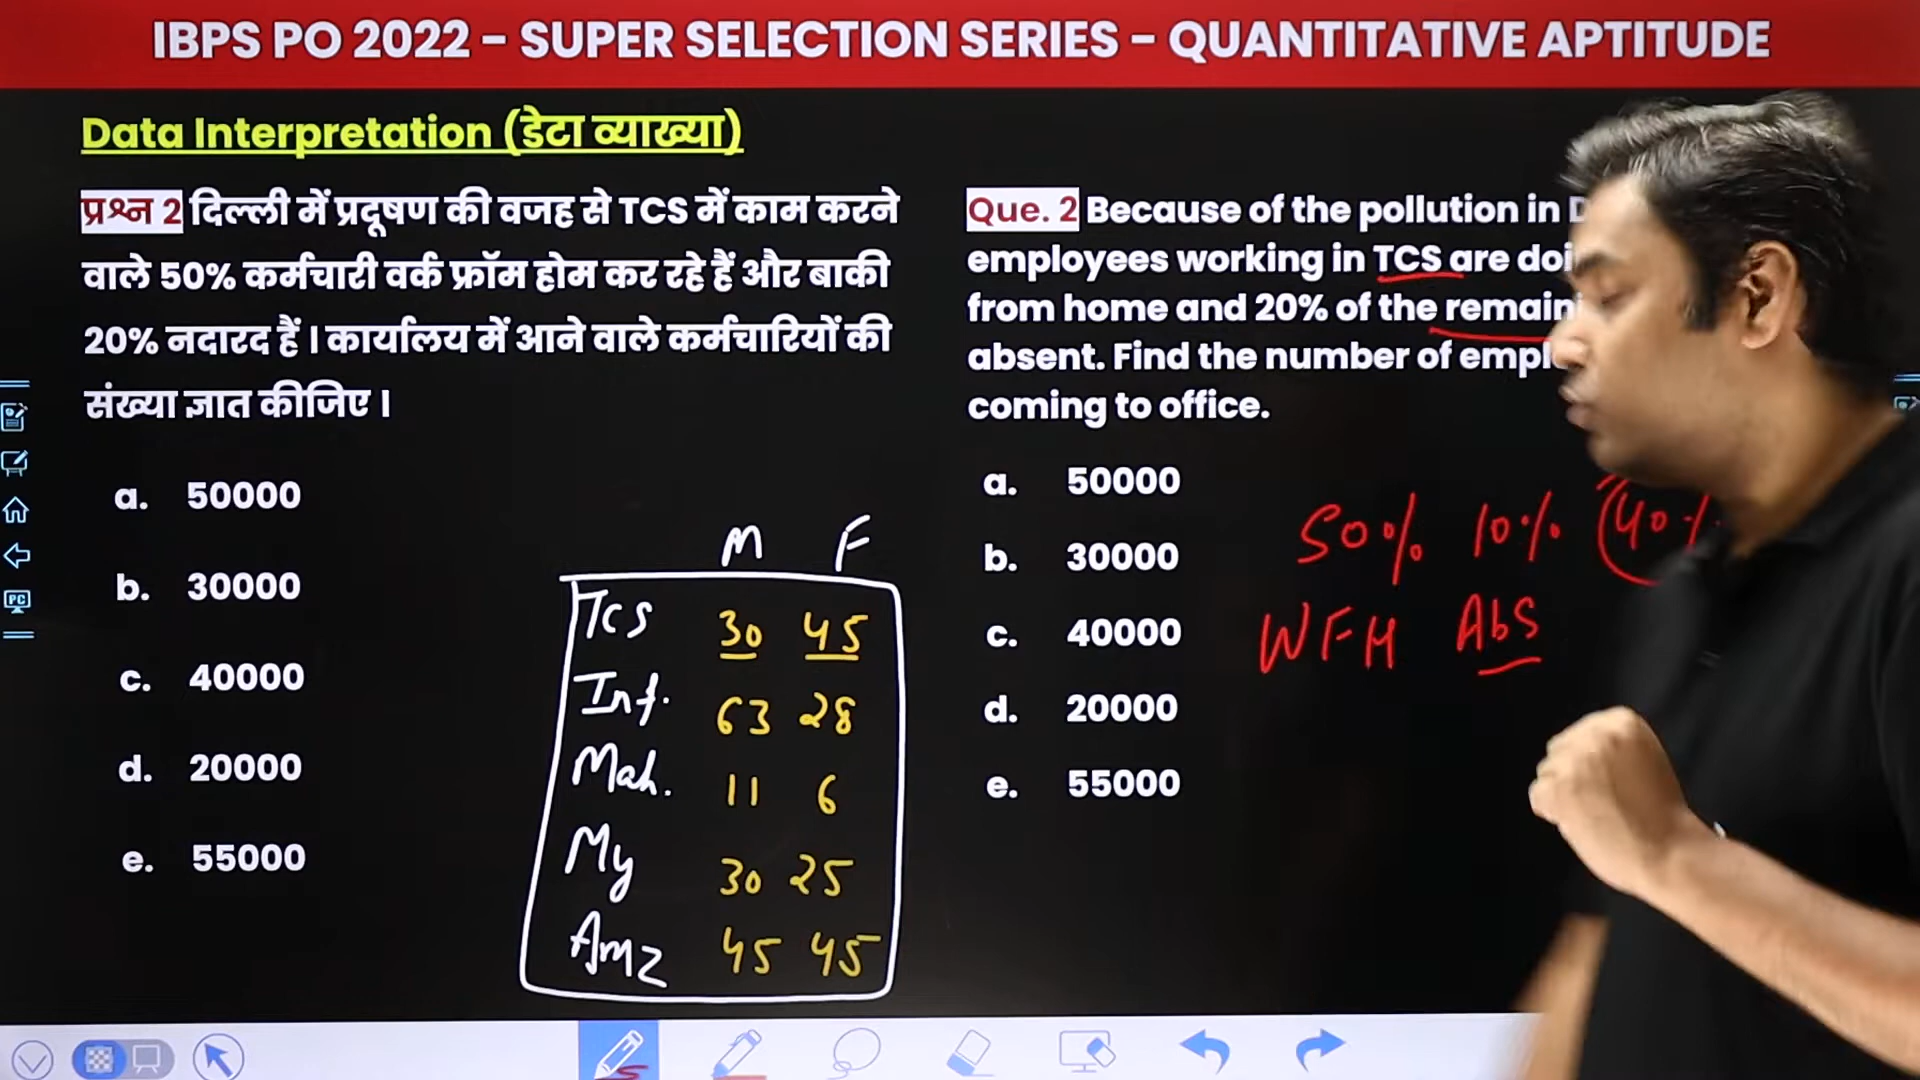 IBPS PO 2022 - SUPER SELECTION SERIES - QUANTITATIVE APTITUDE
Data Interpretation (डेटा व्याख्या)
प्रश्न 2 दिल्ली में प्रदूषण की वजह से TCS में काम करने
वाले 50% कर्मचारी वर्क फ्रॉम होम कर रहे हैं और बाकी
20% नदारद हैं । कार्यालय में आने वाले कर्मचारियों की
संख्या ज्ञात कीजिए ।
a. 50000
b. 30000
c. 40000
d. 20000
e. 55000
M F
TCS 30 45
Inf. 63 28
Mah. 11 6
My 30 25
Amz 45 45
Que. 2 Because of the pollution in
employees working in TCS are
from home and 20% of the
absent. Find the number of
coming to office.
a. 50000
b. 30000
c. 40000
d. 20000
e. 55000
50% 10% 40%
WFH Abs
PC